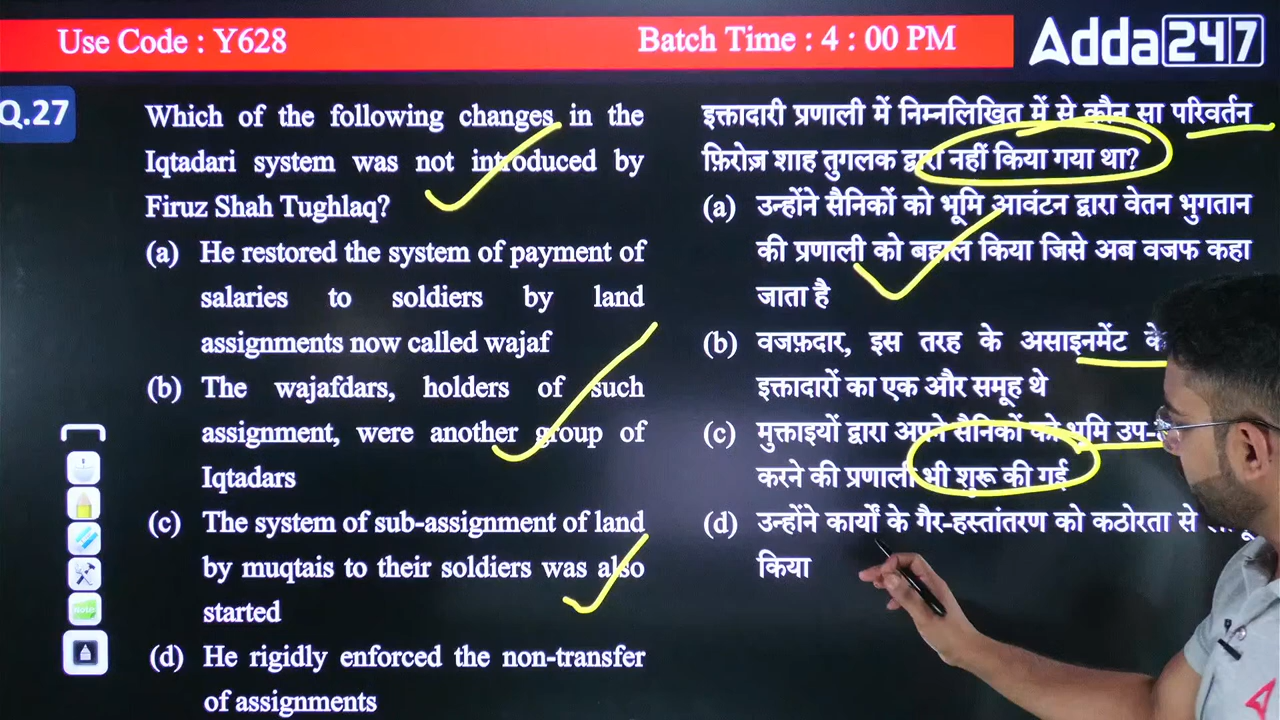 Use Code : Y628
Batch Time : 4 : 00 PM
Adda 247
Q.27
Which of the following changes in the
Iqtadari system was not introduced by
Firuz Shah Tughlaq?
(a) He restored the system of payment of
salaries to soldiers by land
assignments now called wajaf
(b) The wajafdars, holders of such
assignment, were another group of
Iqtadars
(c) The system of sub-assignment of land
by muqtais to their soldiers was also
started
(d) He rigidly enforced the non-transfer
of assignments
इक्तादारी प्रणाली में निम्नलिखित में से कौन सा परिवर्तन
फ़िरोज़ शाह तुगलक द्वारा नहीं किया गया था?
(a) उन्होंने सैनिकों को भूमि आवंटन द्वारा वेतन भुगतान
की प्रणाली को बहाल किया जिसे अब वजफ कहा
जाता है
(b) वजफ़दार, इस तरह के असाइनमेंट
इक्तादारों का एक और समूह थे
(c) मुक्ताइयों द्वारा अपने सैनिकों को भूमि उप-
करने की प्रणाली भी शुरू की गई
(d) उन्होंने कार्यों के गैर-हस्तांतरण को कठोरता से
किया
Note